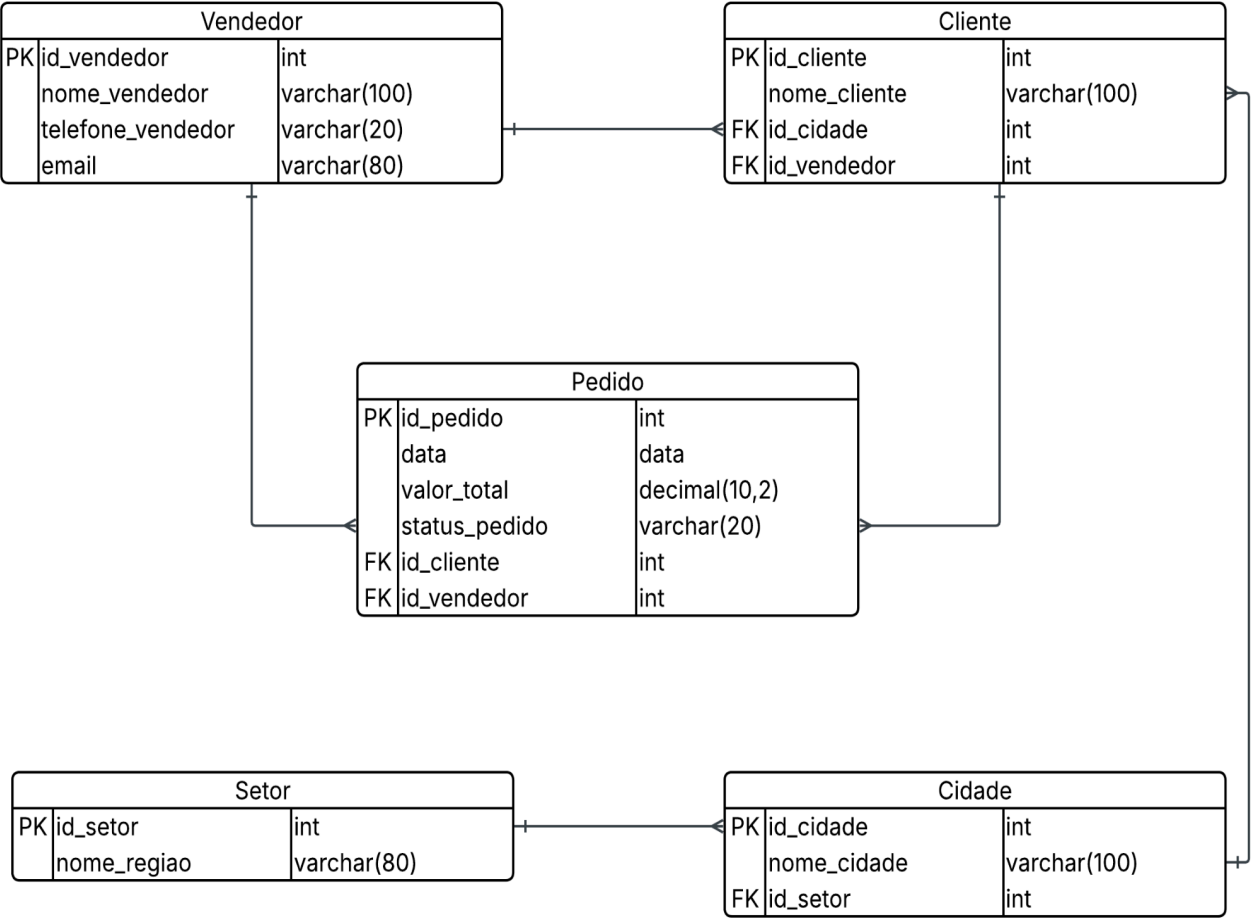 Vendedor
PK id_vendedor int
nome_vendedor varchar(100)
telefone_vendedor varchar(20)
email varchar(80)
Cliente
PK id_cliente int
nome_cliente varchar(100)
FK id_cidade int
FK id_vendedor int
Pedido
PK id_pedido int
data data
valor_total decimal(10,2)
status_pedido varchar(20)
FK id_cliente int
FK id_vendedor int
Setor
PK id_setor int
nome_regiao varchar(80)
Cidade
PK id_cidade int
nome_cidade varchar(100)
FK id_setor int